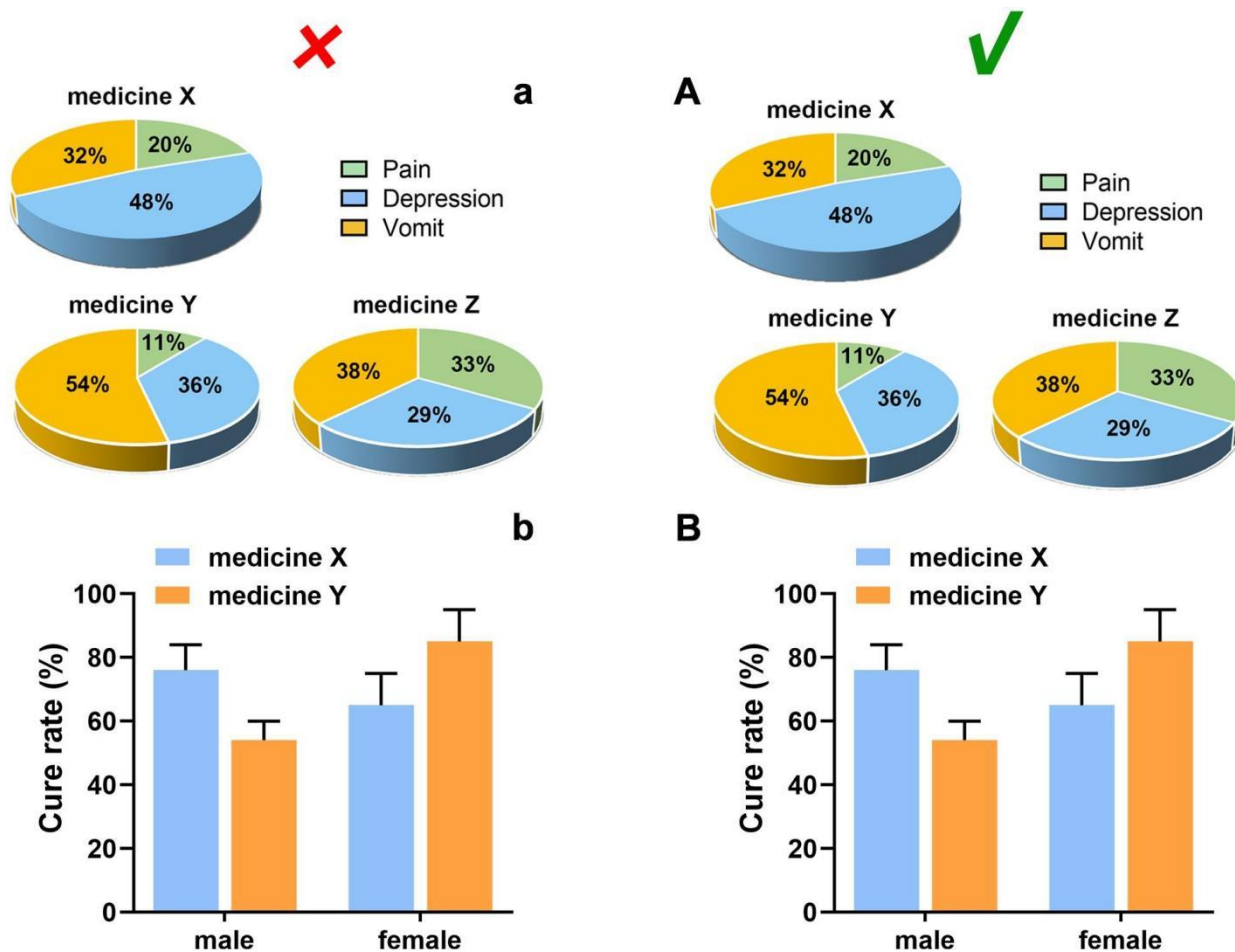 a
medicine X
32%
20%
48%
Pain
Depression
Vomit
medicine Y
11%
54%
36%
medicine Z
38%
33%
29%
b
medicine X
medicine Y
100
80
60
40
20
0
Cure rate (%)
male
female
A
medicine X
32%
20%
48%
Pain
Depression
Vomit
medicine Y
11%
54%
36%
medicine Z
38%
33%
29%
B
medicine X
medicine Y
100
80
60
40
20
0
Cure rate (%)
male
female